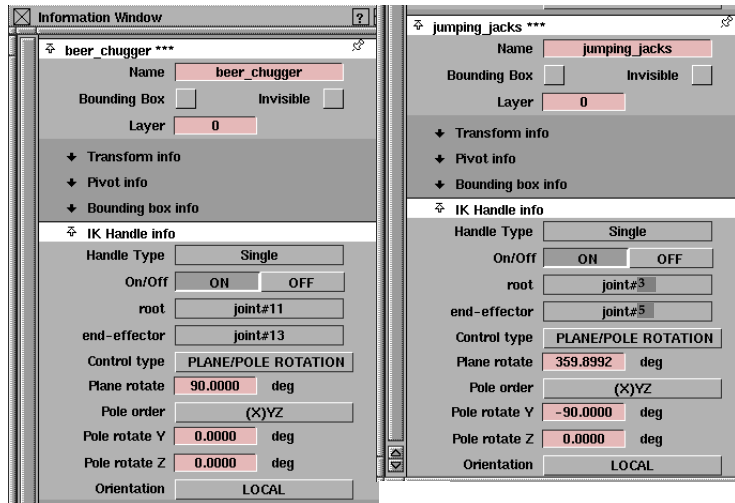 Information Window ?
beer_chugger ***
Name beer_chugger
Bounding Box Invisible
Layer 0
Transform info
Pivot info
Bounding box info
IK Handle info
Handle Type Single
On/Off ON OFF
root joint#11
end-effector joint#13
Control type PLANE/POLE ROTATION
Plane rotate 90.0000 deg
Pole order (X)YZ
Pole rotate Y 0.0000 deg
Pole rotate Z 0.0000 deg
Orientation LOCAL
jumping_jacks ***
Name jumping_jacks
Bounding Box Invisible
Layer 0
Transform info
Pivot info
Bounding box info
IK Handle info
Handle Type Single
On/Off ON OFF
root joint#3
end-effector joint#5
Control type PLANE/POLE ROTATION
Plane rotate 359.8992 deg
Pole order (X)YZ
Pole rotate Y -90.0000 deg
Pole rotate Z 0.0000 deg
Orientation LOCAL